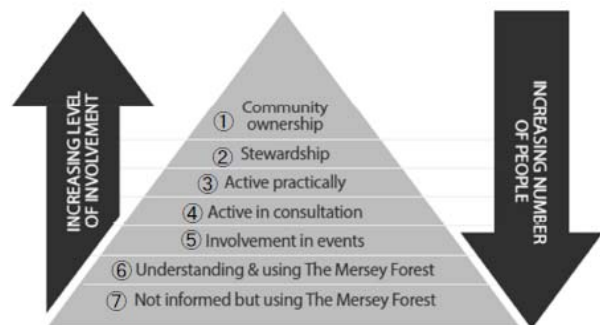 INCREASING LEVEL
OF INVOLVEMENT
① Community
ownership
② Stewardship
③ Active practically
④ Active in consultation
⑤ Involvement in events
⑥ Understanding & using The Mersey Forest
⑦ Not informed but using The Mersey Forest
INCREASING NUMBER
OF PEOPLE